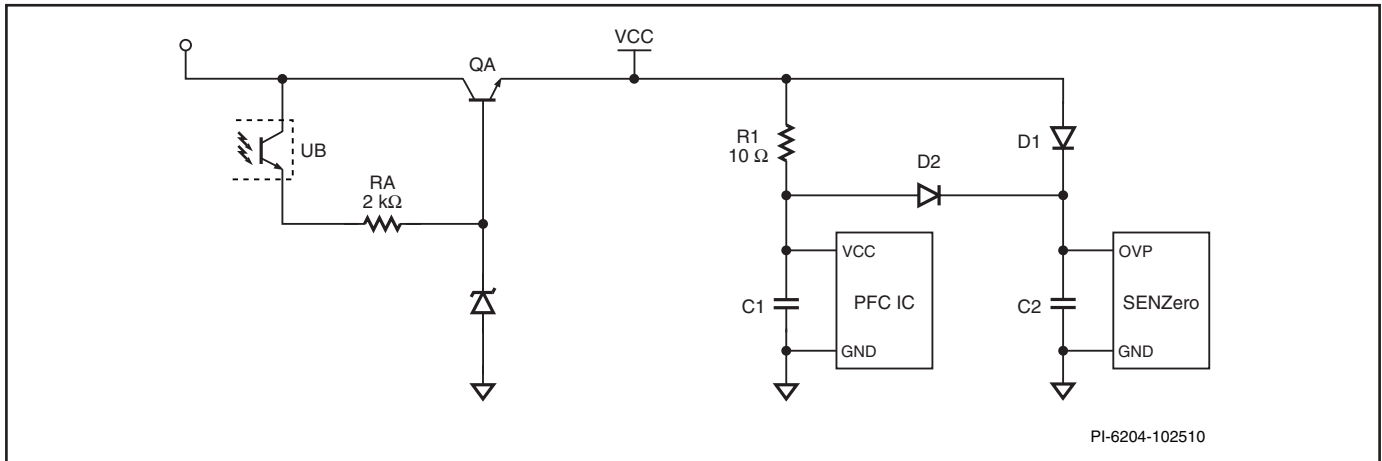 VCC
QA
R1
10 Ω
D1
UB
D2
RA
2 kΩ
VCC
OVP
C1
PFC IC
C2
SENZero
GND
GND
PI-6204-102510